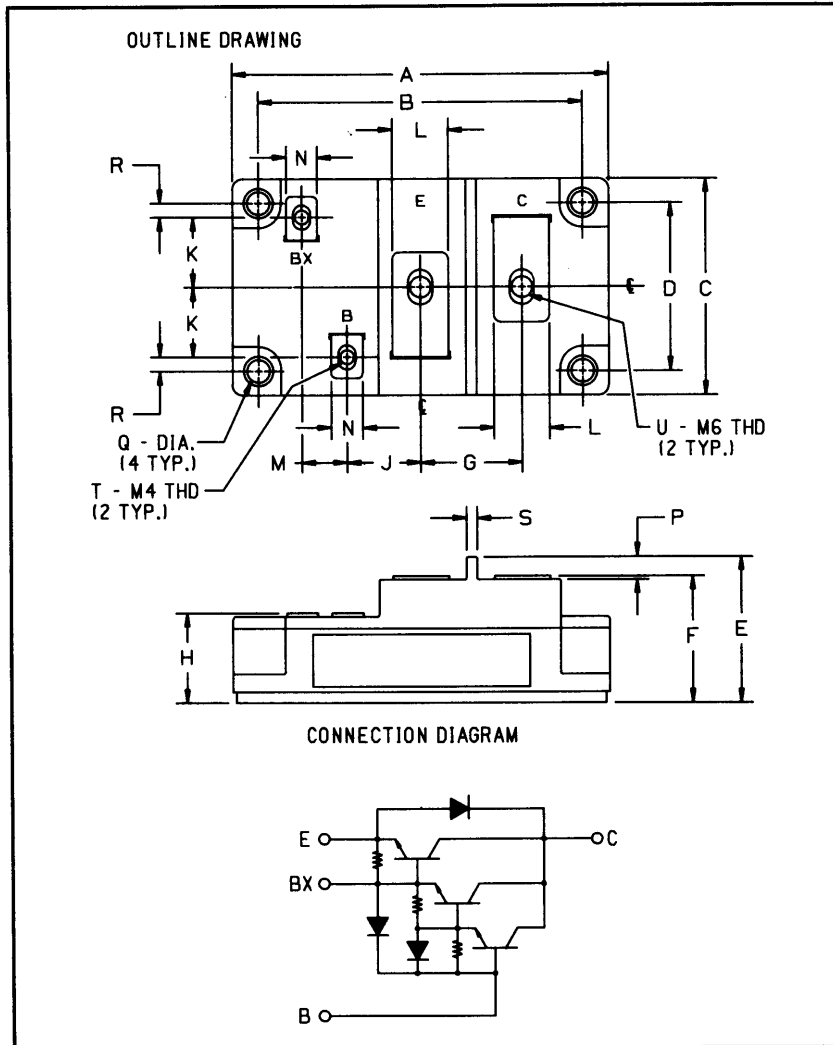 OUTLINE DRAWING
A
B
L
N
R
E
C
K
BX
D
C
K
B
R
N
L
Q - DIA.
(4 TYP.)
U - M6 THD
(2 TYP.)
M
J
G
T - M4 THD
(2 TYP.)
S
P
H
F
E
CONNECTION DIAGRAM
E
C
BX
B